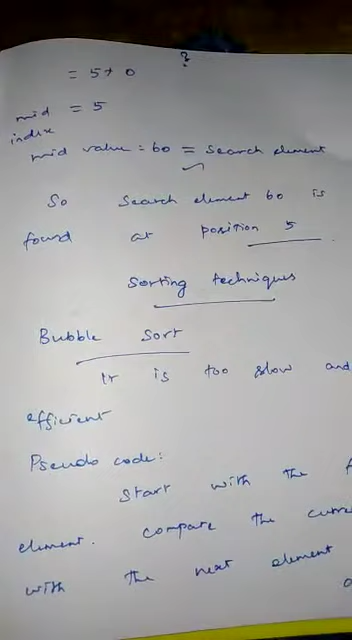 ?
= 5+ 0
mid = 5
index
mid value = 60 = search element
So search element 60 is
found at position 5
Sorting techniques
Bubble Sort
It is too slow and
efficient
Pseudo code:
Start with the f
element. compare the curre
with the next element